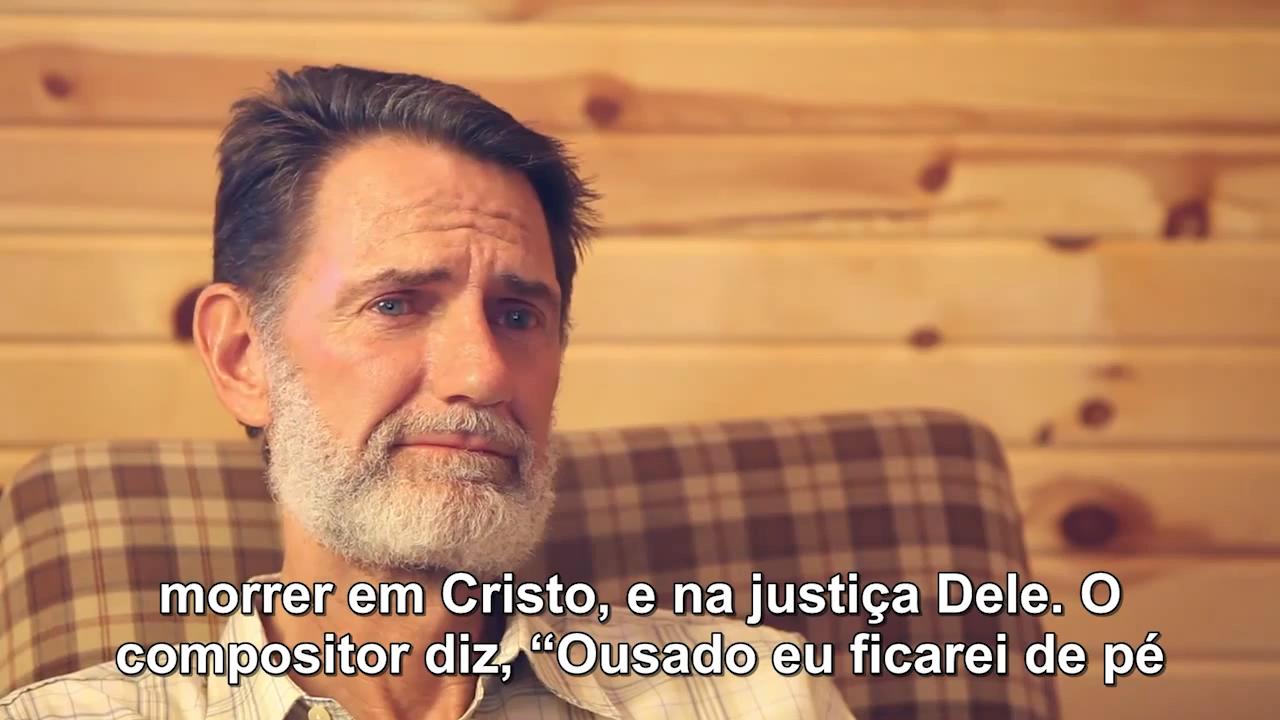 morrer em Cristo, e na justiça Dele. O
compositor diz, “Ousado eu ficarei de pé